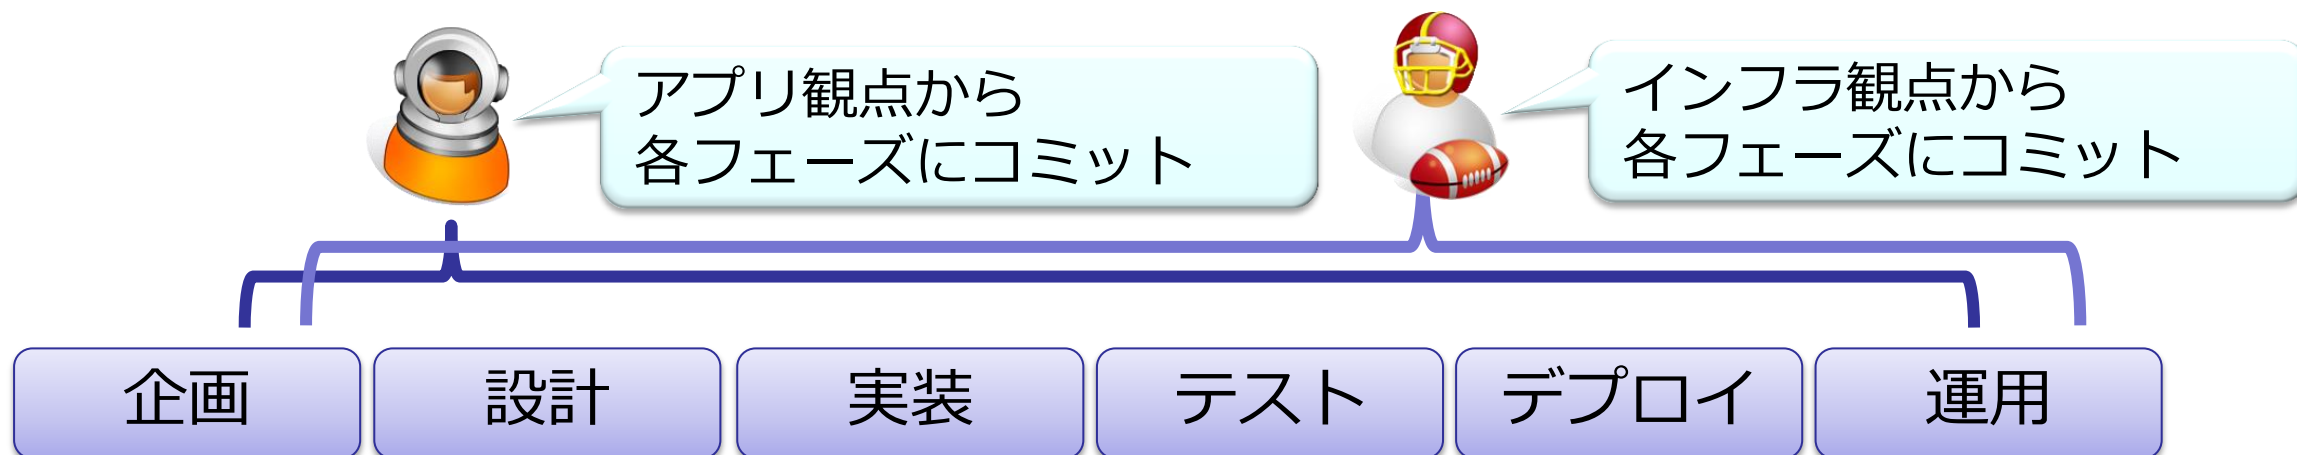 アプリ観点から
各フェーズにコミット
インフラ観点から
各フェーズにコミット
企画
設計
実装
テスト
デプロイ
運用